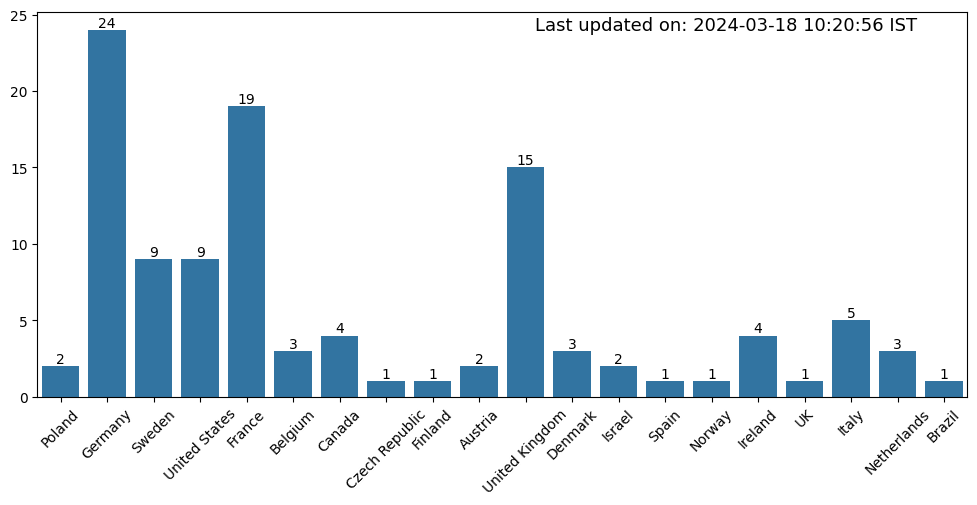 Last updated on: 2024-03-18 10:20:56 IST
25
20
15
10
5
0
2
24
9
9
19
3
4
1
1
2
15
3
2
1
1
4
1
5
3
1
Poland
Germany
Sweden
United States
France
Belgium
Canada
Czech Republic
Finland
Austria
United Kingdom
Denmark
Israel
Spain
Norway
Ireland
UK
Italy
Netherlands
Brazil